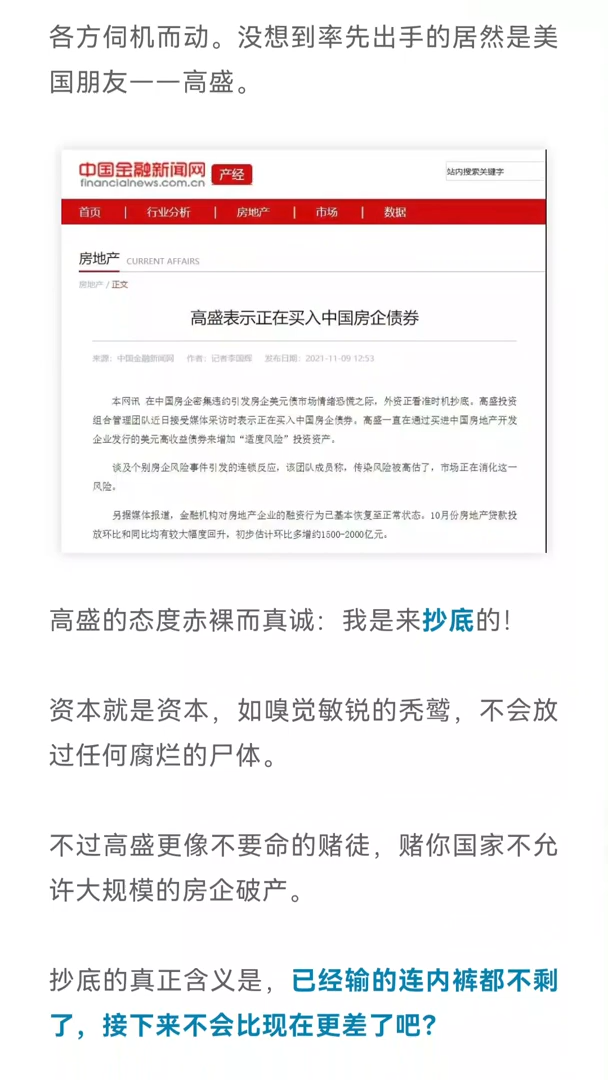 各方伺机而动。没想到率先出手的居然是美
国朋友——高盛。
中国金融新闻网 产经
financialnews.com.cn
站内搜索关键字
首页 | 行业分析 | 房地产 | 市场 | 数据
房地产 CURRENT AFFAIRS
房地产 / 正文
高盛表示正在买入中国房企债券
来源：中国金融新闻网 作者：记者李国辉 发布日期：2021-11-09 12:53
本网讯 在中国房企密集违约引发房企美元债市场情绪恐慌之际，外资正看准时机抄底。高盛投资
组合管理团队近日接受媒体采访时表示正在买入中国房企债券。高盛一直在通过买进中国房地产开发
企业发行的美元高收益债券来增加“适度风险”投资资产。
谈及个别房企风险事件引发的连锁反应，该团队成员称，传染风险被高估了，市场正在消化这一
风险。
另据媒体报道，金融机构对房地产企业的融资行为已基本恢复至正常状态。10月份房地产贷款投
放环比和同比均有较大幅度回升，初步估计环比多增约1500-2000亿元。
高盛的态度赤裸而真诚：我是来抄底的！
资本就是资本，如嗅觉敏锐的秃鹫，不会放
过任何腐烂的尸体。
不过高盛更像不要命的赌徒，赌你国家不允
许大规模的房企破产。
抄底的真正含义是，已经输的连内裤都不剩
了，接下来不会比现在更差了吧？